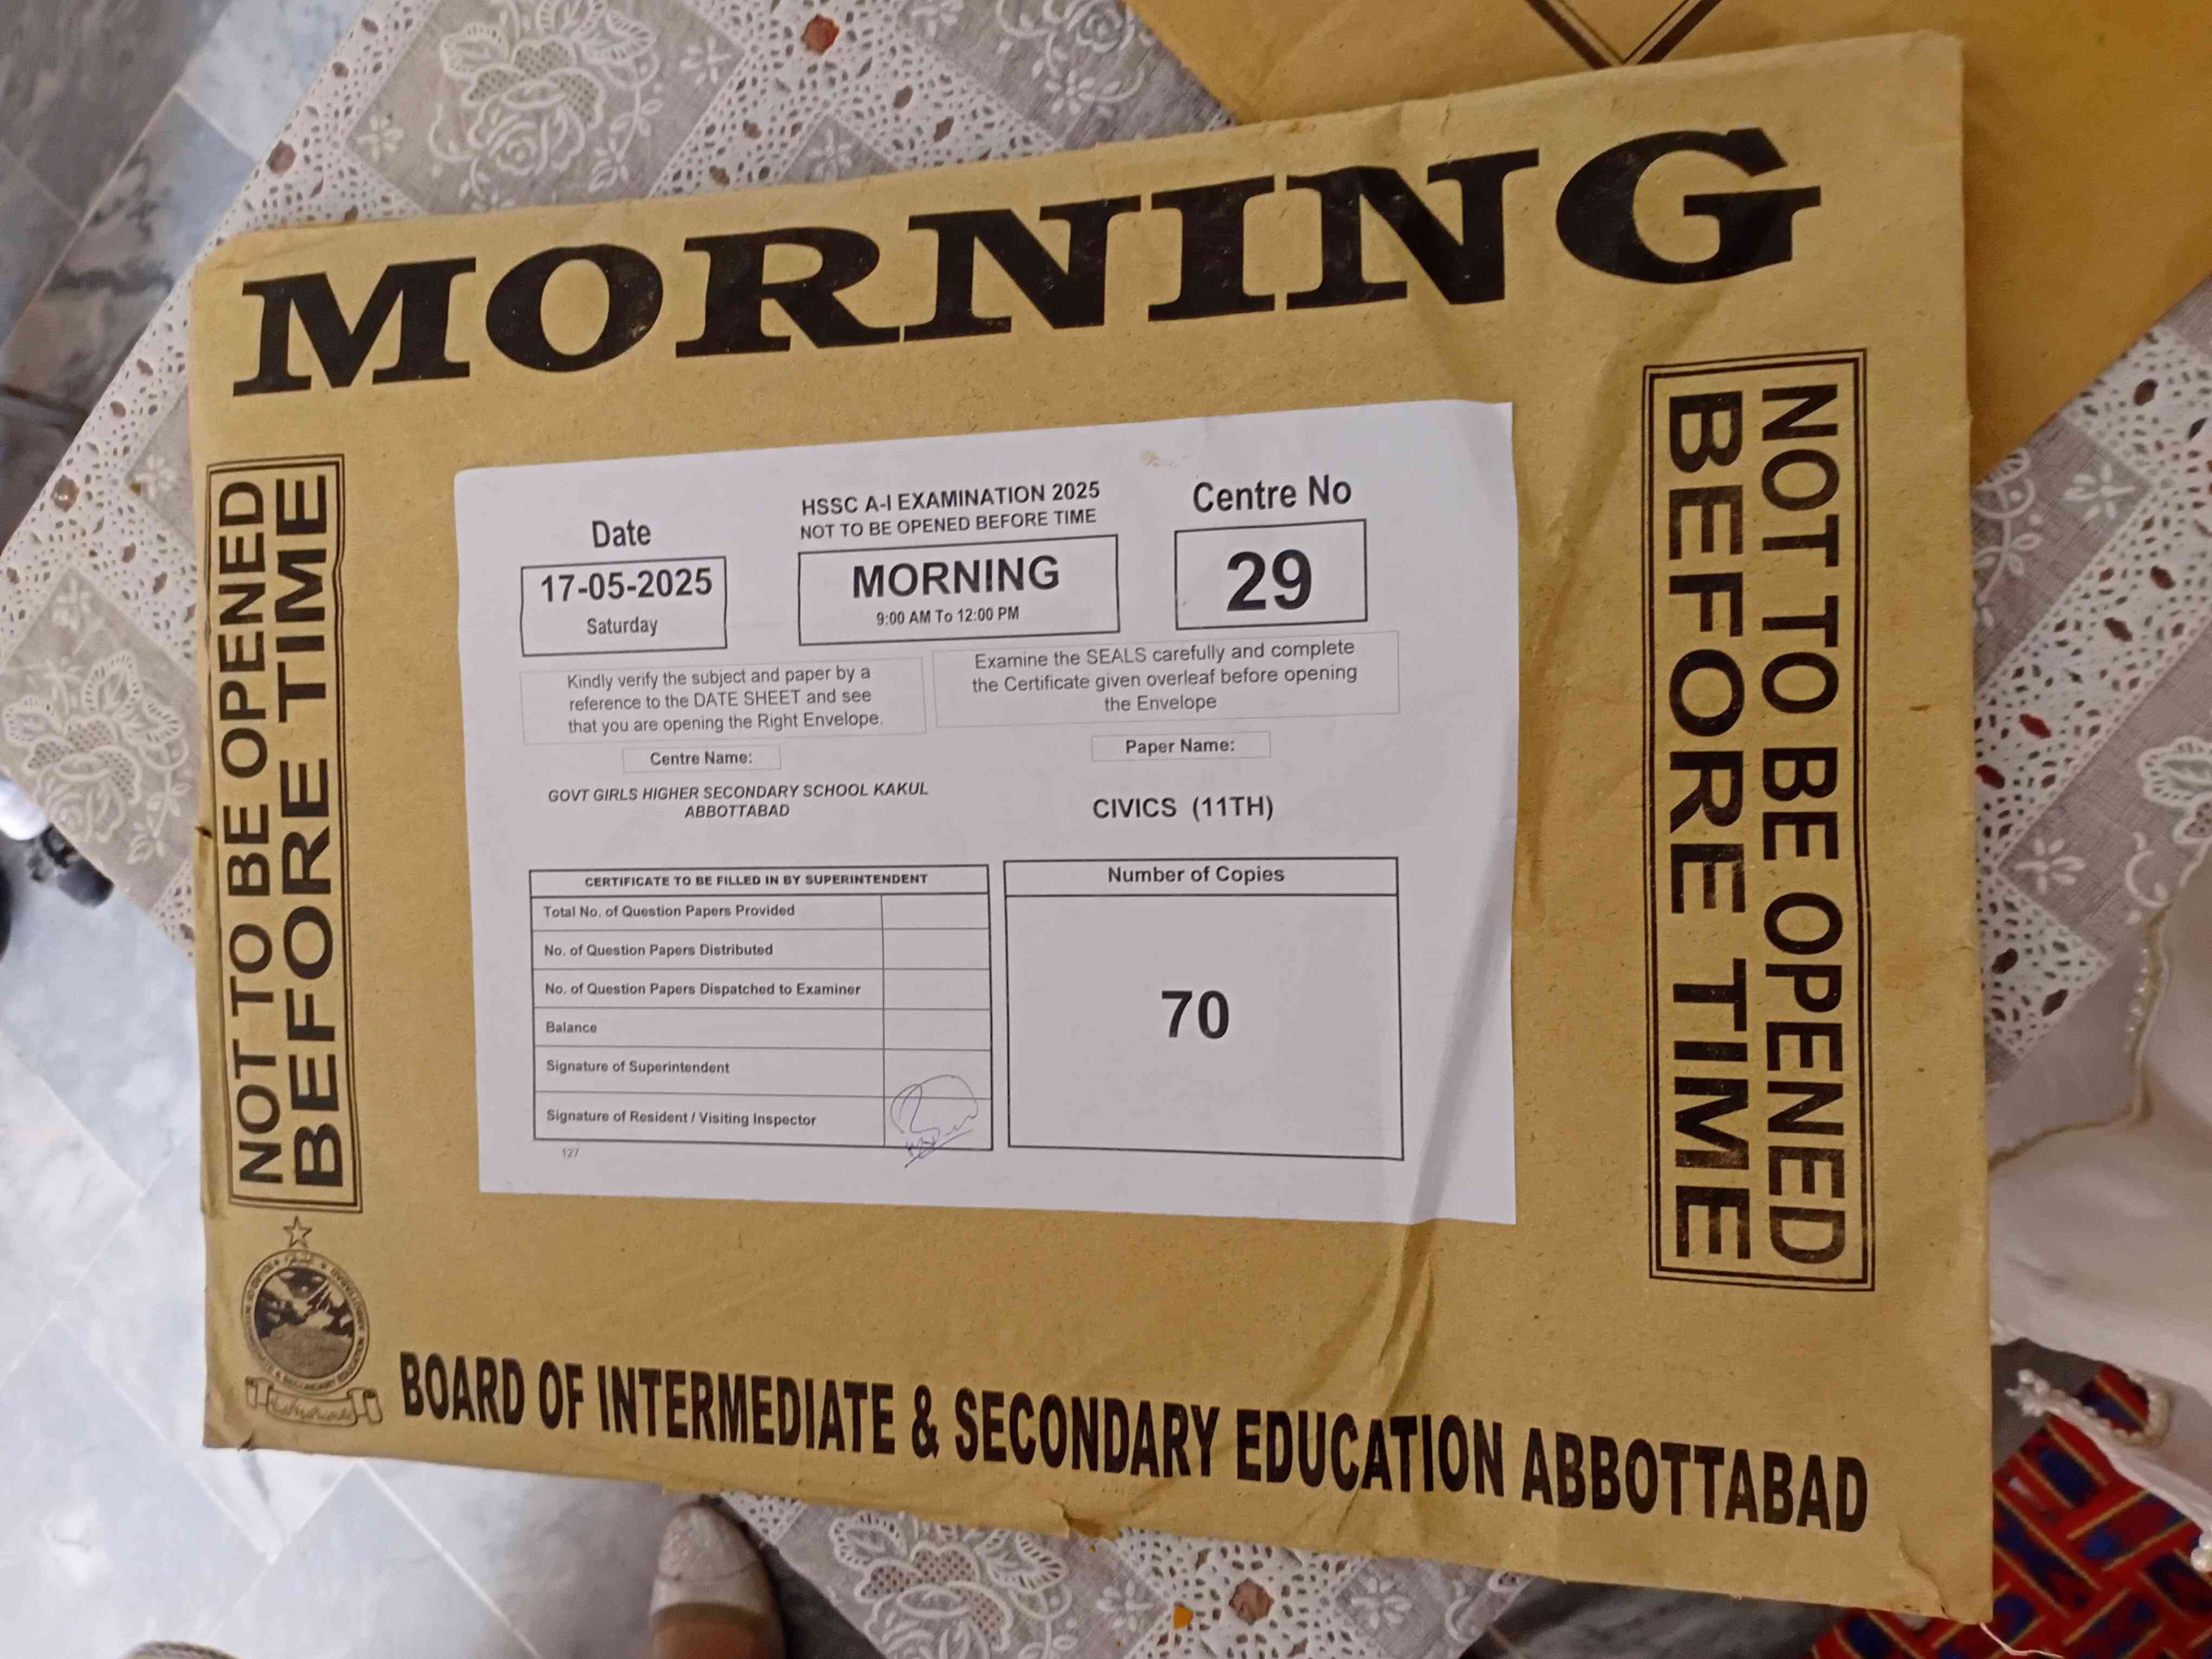 MORNING
NOT TO BE OPENED
BEFORE TIME
HSSC A-I EXAMINATION 2025
NOT TO BE OPENED BEFORE TIME
Date
17-05-2025
Saturday
MORNING
9:00 AM To 12:00 PM
Centre No
29
Kindly verify the subject and paper by a
reference to the DATE SHEET and see
that you are opening the Right Envelope.
Examine the SEALS carefully and complete
the Certificate given overleaf before opening
the Envelope
Centre Name:
GOVT GIRLS HIGHER SECONDARY SCHOOL KAKUL
ABBOTTABAD
Paper Name:
CIVICS (11TH)
CERTIFICATE TO BE FILLED IN BY SUPERINTENDENT
Total No. of Question Papers Provided
No. of Question Papers Distributed
No. of Question Papers Dispatched to Examiner
Balance
Signature of Superintendent
Signature of Resident / Visiting Inspector
Number of Copies
70
127
NOT TO BE OPENED
BEFORE TIME
BOARD OF INTERMEDIATE & SECONDARY EDUCATION ABBOTTABAD